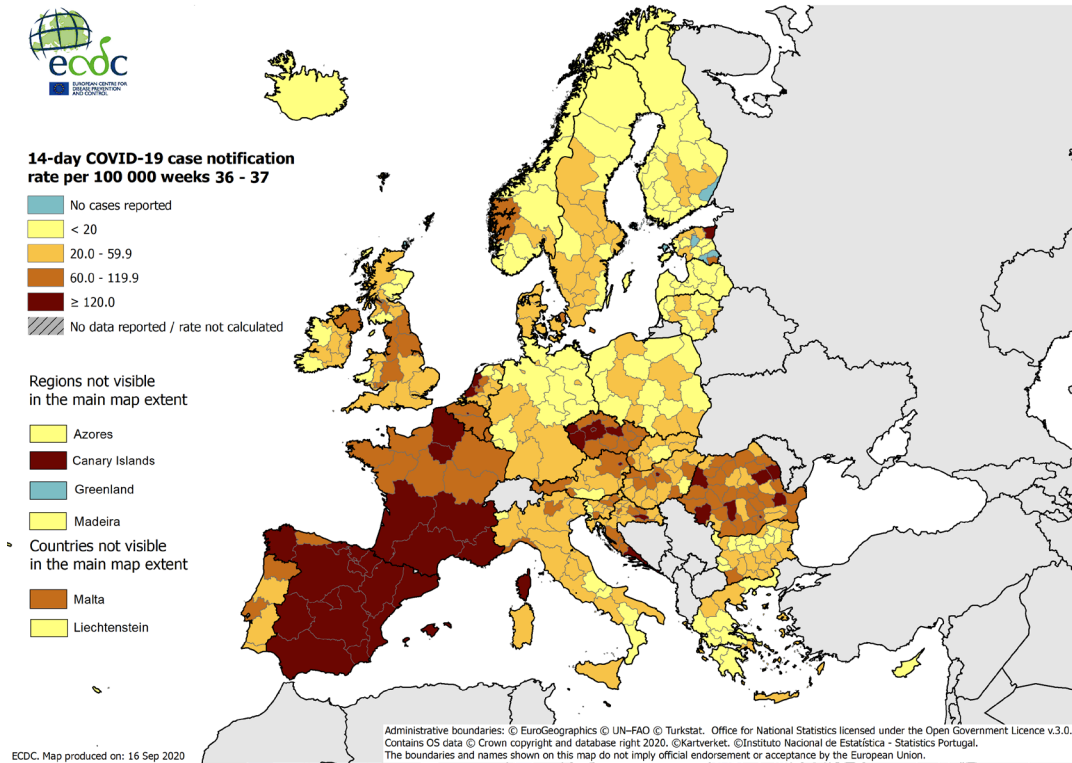 ecdc
EUROPEAN CENTRE FOR
DISEASE PREVENTION
AND CONTROL
14-day COVID-19 case notification
rate per 100 000 weeks 36 - 37
No cases reported
< 20
20.0 - 59.9
60.0 - 119.9
≥ 120.0
No data reported / rate not calculated
Regions not visible
in the main map extent
Azores
Canary Islands
Greenland
Madeira
Countries not visible
in the main map extent
Malta
Liechtenstein
Administrative boundaries: © EuroGeographics © UN–FAO © Turkstat. Office for National Statistics licensed under the Open Government Licence v.3.0.
Contains OS data © Crown copyright and database right 2020. ©Kartverket. ©Instituto Nacional de Estatística - Statistics Portugal.
The boundaries and names shown on this map do not imply official endorsement or acceptance by the European Union.
ECDC. Map produced on: 16 Sep 2020